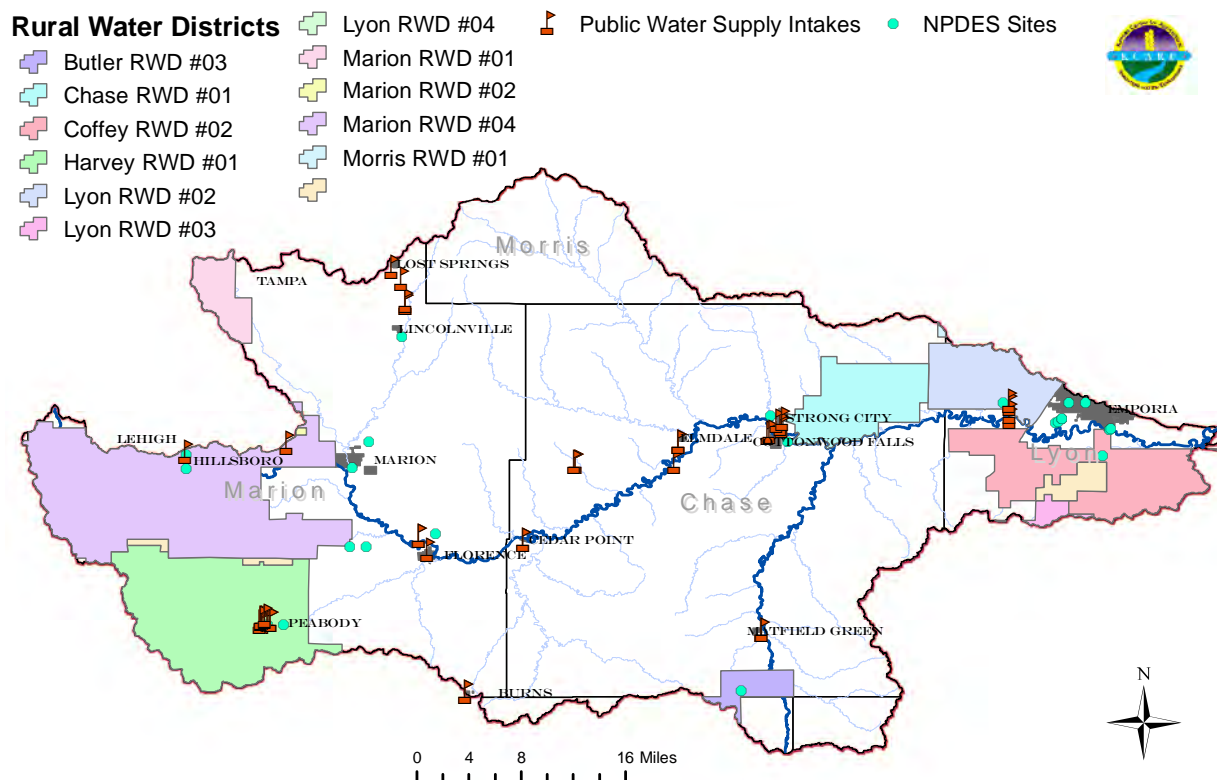 Rural Water Districts
Butler RWD #03
Chase RWD #01
Coffey RWD #02
Harvey RWD #01
Lyon RWD #02
Lyon RWD #03
Lyon RWD #04
Marion RWD #01
Marion RWD #02
Marion RWD #04
Morris RWD #01
Public Water Supply Intakes
NPDES Sites
Morris
TAMPA
LOST SPRINGS
LINCOLNVILLE
LEHIGH
HILLSBORO
MARION
Marion
STRONG CITY
ELMDALE
COTTONWOOD FALLS
EMPORIA
Lyon
Chase
FLORENCE
CEDAR POINT
PEABODY
MATFIELD GREEN
BURNS
N
0 4 8 16 Miles